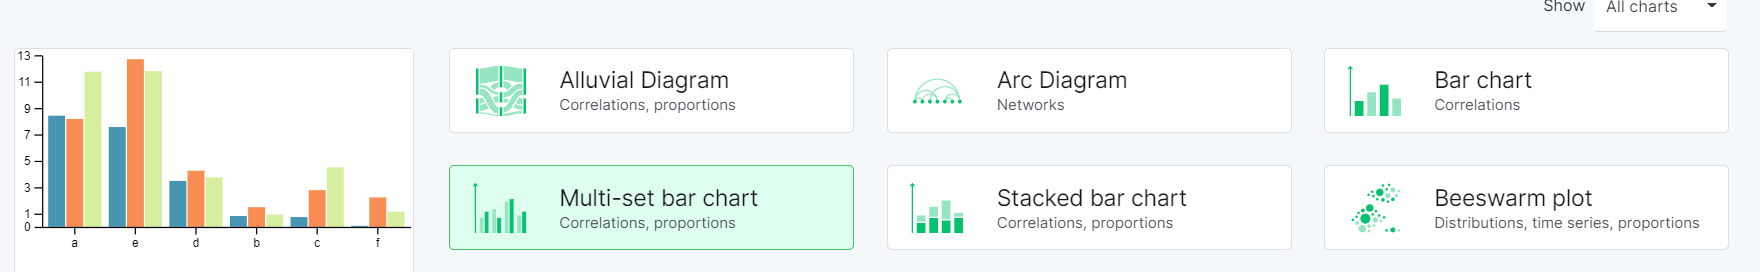 Show All charts
13
11
9
7
5
3
1
0
a e d b c f
Alluvial Diagram
Correlations, proportions
Arc Diagram
Networks
Bar chart
Correlations
Multi-set bar chart
Correlations, proportions
Stacked bar chart
Correlations, proportions
Beeswarm plot
Distributions, time series, proportions